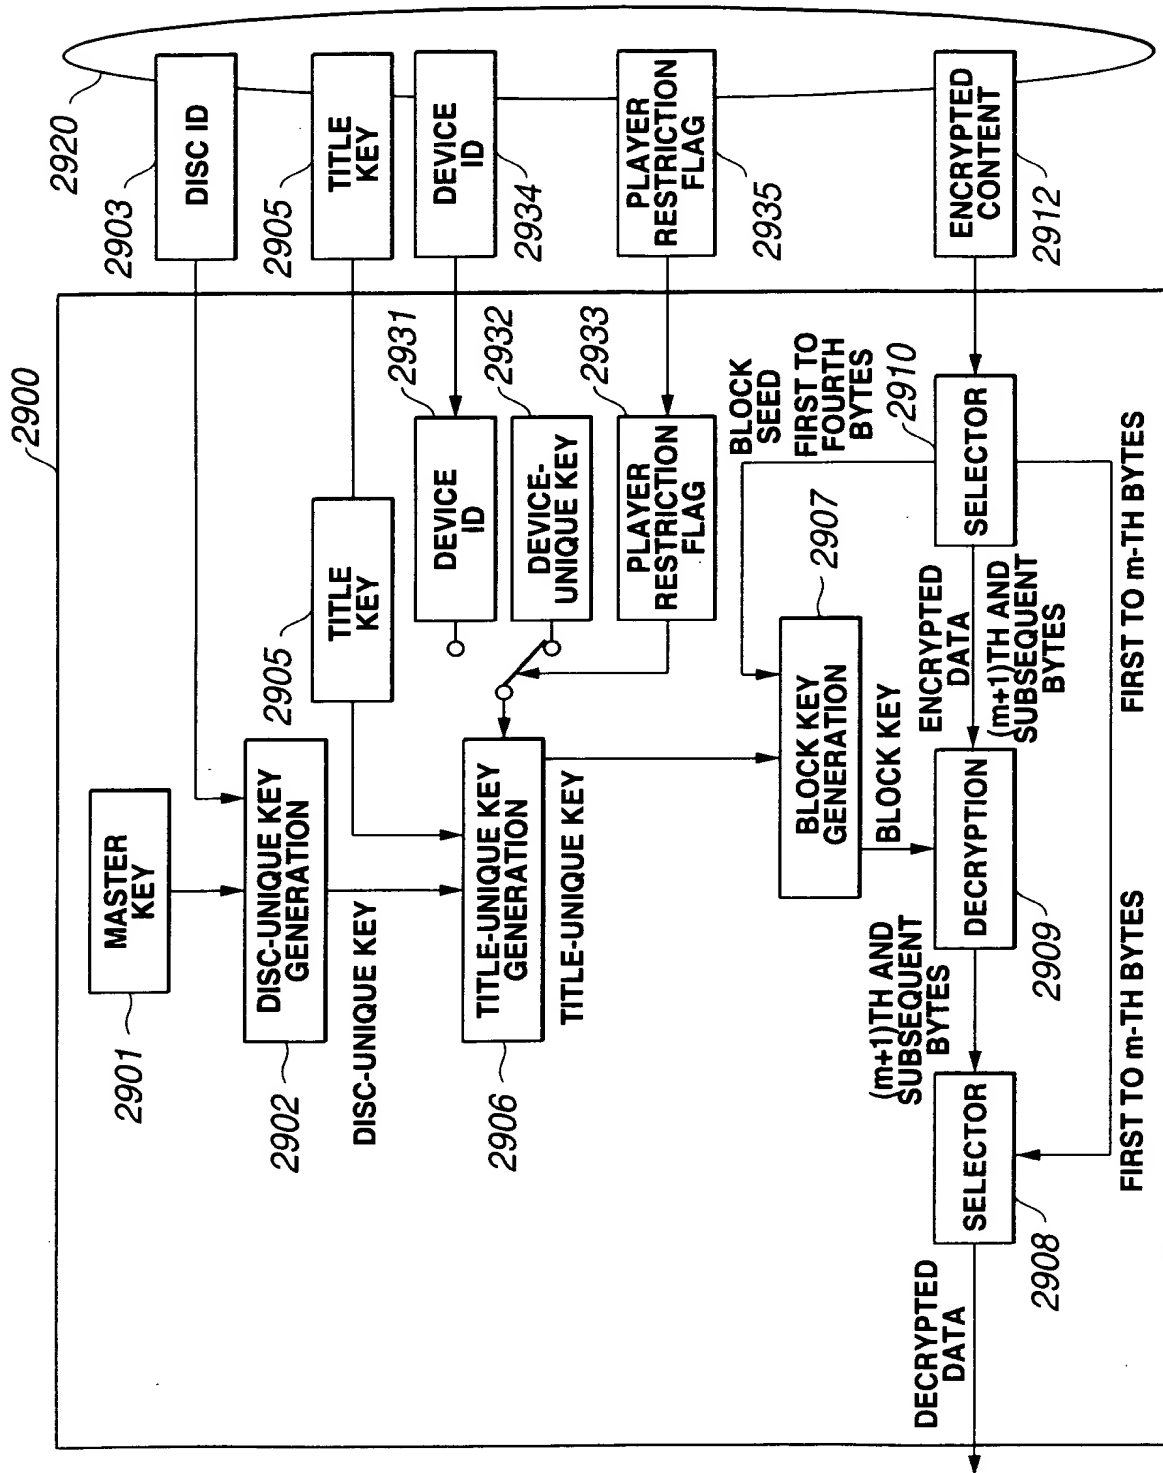 2900
2920
2903
DISC ID
2905
TITLE
KEY
DEVICE
ID
2934
PLAYER
RESTRICTION
FLAG
2935
ENCRYPTED
CONTENT
2912
MASTER
KEY
2901
DISC-UNIQUE KEY
GENERATION
2902
DISC-UNIQUE KEY
TITLE
KEY
2905
TITLE-UNIQUE KEY
GENERATION
2906
TITLE-UNIQUE KEY
DEVICE
ID
2931
DEVICE-
UNIQUE KEY
2932
PLAYER
RESTRICTION
FLAG
2933
BLOCK
SEED
FIRST TO
FOURTH
BYTES
2910
SELECTOR
BLOCK KEY
GENERATION
2907
BLOCK KEY
ENCRYPTED
DATA
(m+1)TH AND
SUBSEQUENT
BYTES
FIRST TO m-TH BYTES
DECRYPTION
2909
(m+1)TH AND
SUBSEQUENT
BYTES
SELECTOR
2908
FIRST TO m-TH BYTES
DECRYPTED
DATA